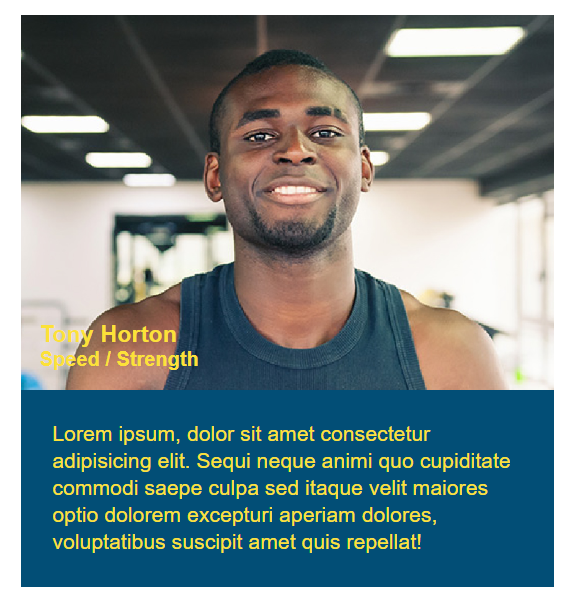 Tony Horton
Speed / Strength
Lorem ipsum, dolor sit amet consectetur
adipisicing elit. Sequi neque animi quo cupiditate
commodi saepe culpa sed itaque velit maiores
optio dolorem excepturi aperiam dolores,
voluptatibus suscipit amet quis repellat!